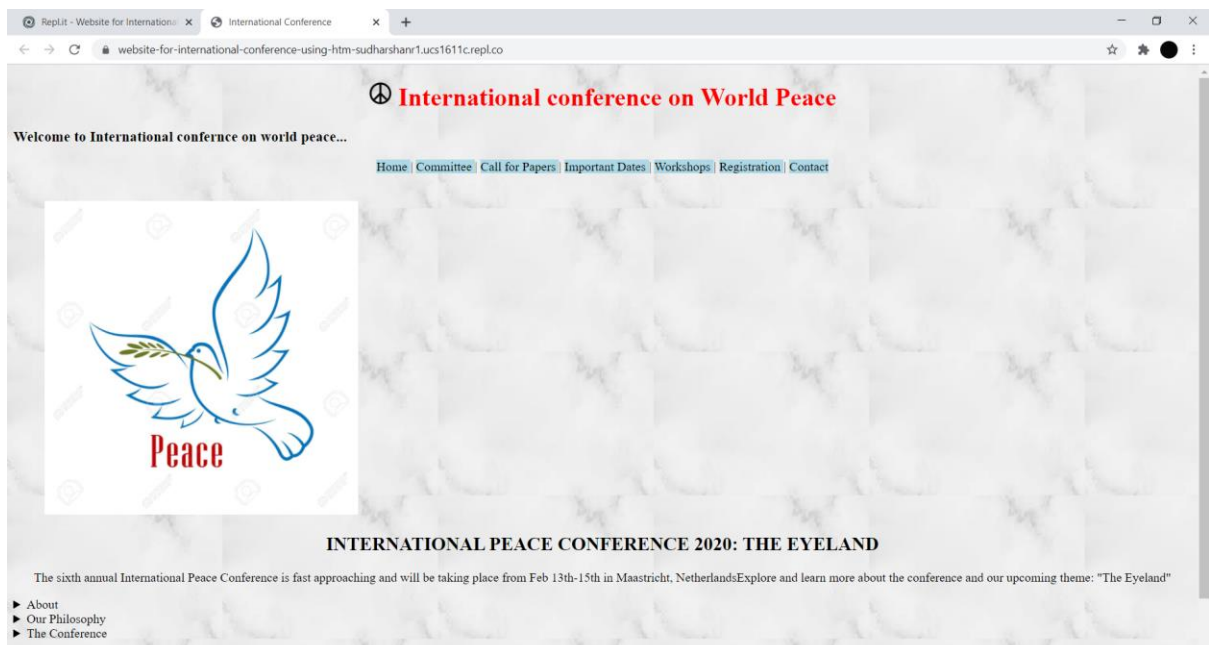 Repl.it - Website for International
International Conference
website-for-international-conference-using-htm-sudharshanr1.ucs1611c.repl.co
International conference on World Peace
Welcome to International confernce on world peace...
Home | Committee | Call for Papers | Important Dates | Workshops | Registration | Contact
Peace
INTERNATIONAL PEACE CONFERENCE 2020: THE EYELAND
The sixth annual International Peace Conference is fast approaching and will be taking place from Feb 13th-15th in Maastricht, NetherlandsExplore and learn more about the conference and our upcoming theme: "The Eyeland"
About
Our Philosophy
The Conference